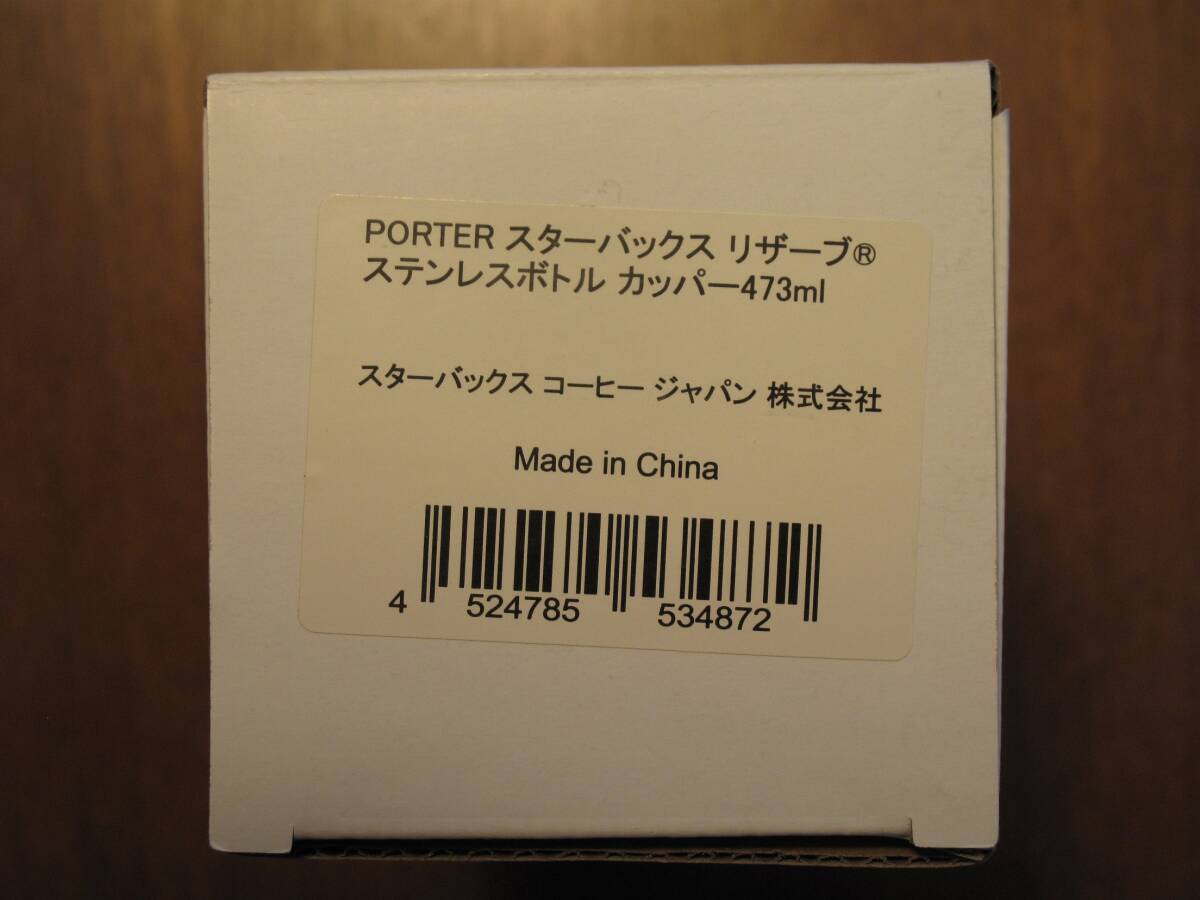 PORTER スターバックス リザーブ®
ステンレスボトル カッパー473ml
スターバックス コーヒー ジャパン 株式会社
Made in China
4 524785 534872